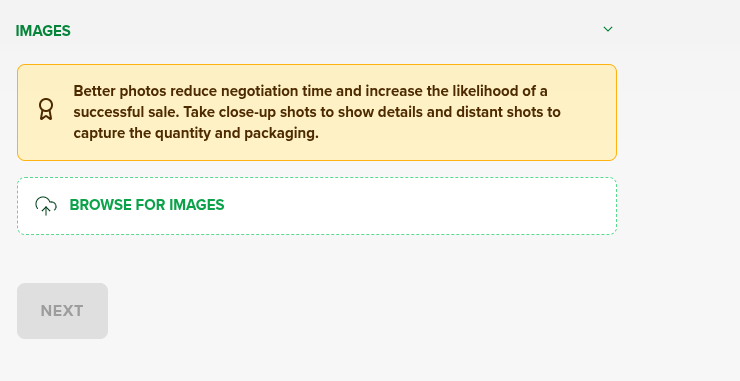 IMAGES
Better photos reduce negotiation time and increase the likelihood of a
successful sale. Take close-up shots to show details and distant shots to
capture the quantity and packaging.
BROWSE FOR IMAGES
NEXT